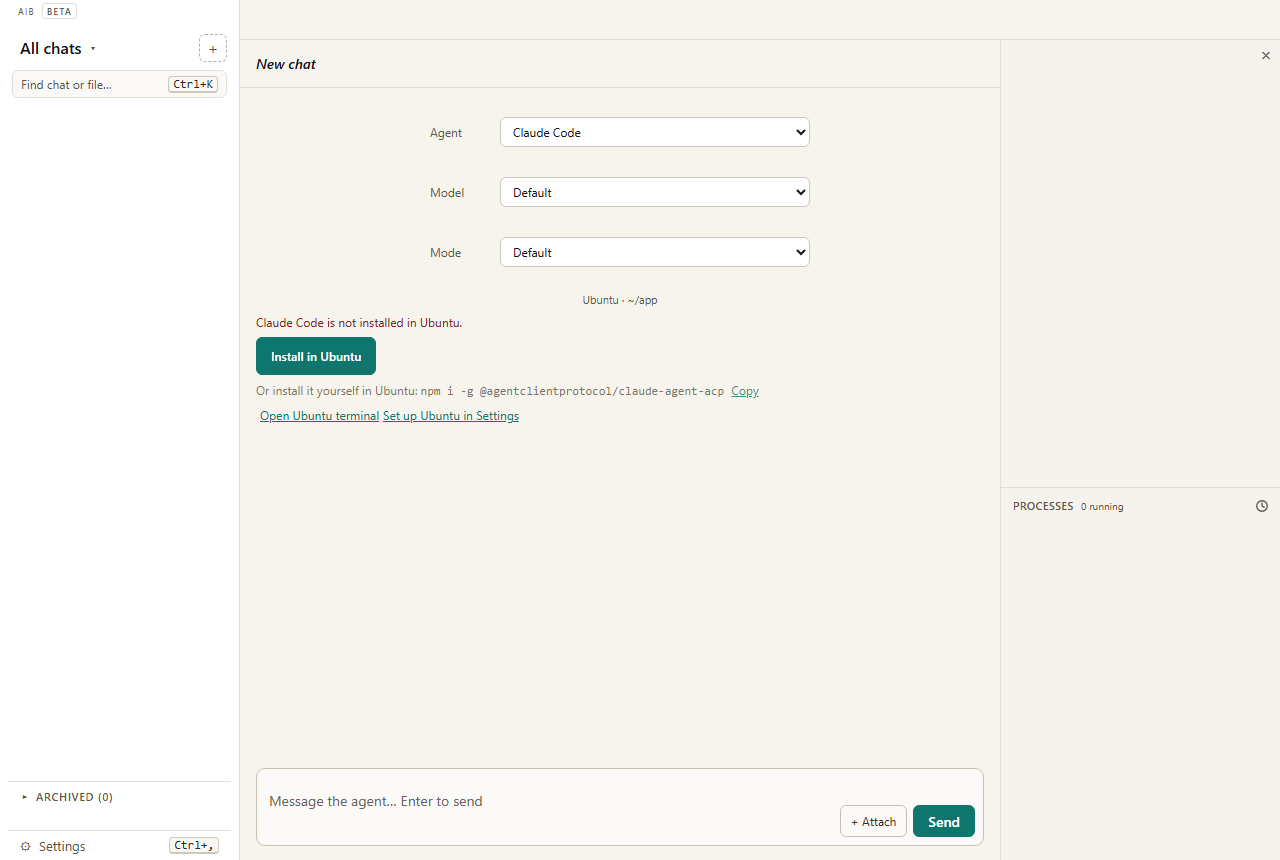 AIB BETA
All chats
+
Find chat or file... Ctrl+K
ARCHIVED (0)
Settings Ctrl+,
New chat
Agent Claude Code
Model Default
Mode Default
Ubuntu · ~/app
Claude Code is not installed in Ubuntu.
Install in Ubuntu
Or install it yourself in Ubuntu: npm i -g @agentclientprotocol/claude-agent-acp Copy
Open Ubuntu terminal Set up Ubuntu in Settings
Message the agent... Enter to send
+ Attach Send
×
PROCESSES 0 running